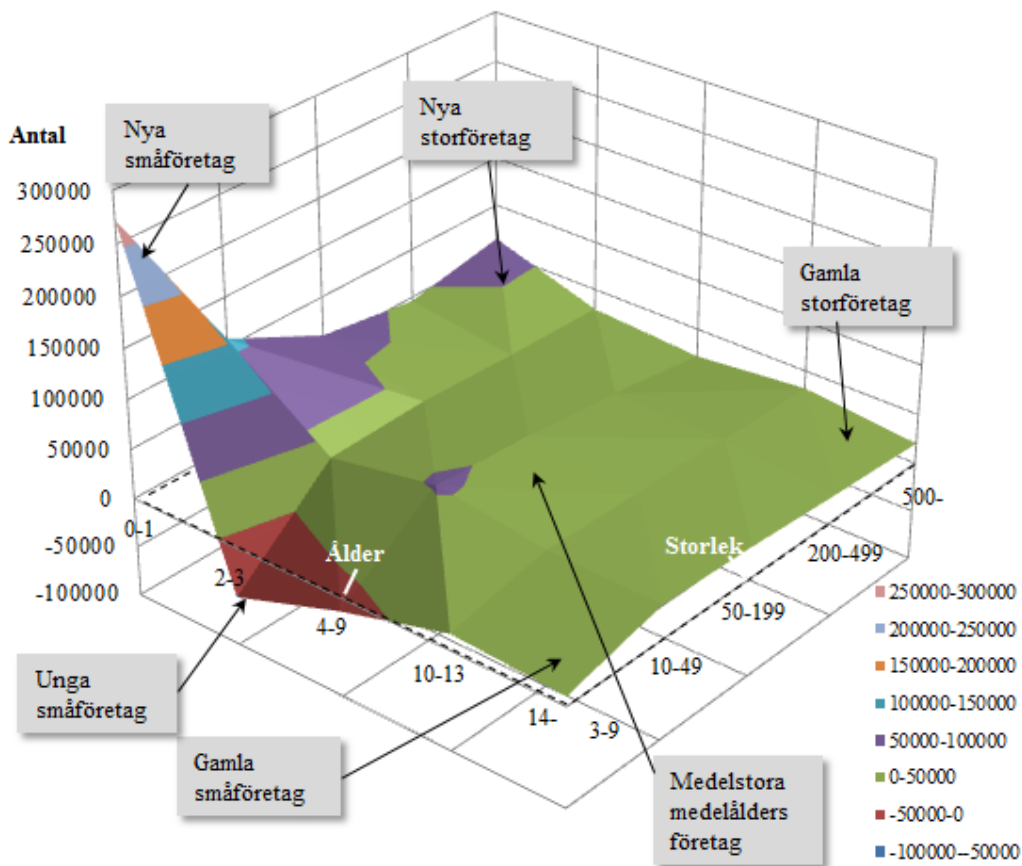 Nya
småföretag
Nya
storföretag
Antal
300000
250000
200000
150000
100000
50000
0
-50000
-100000
Gamla
storföretag
0-1
2-3
4-9
10-13
14-
Ålder
Storlek
3-9
10-49
50-199
200-499
500-
Unga
småföretag
Gamla
småföretag
Medelstora
medelålders
företag
250000-300000
200000-250000
150000-200000
100000-150000
50000-100000
0-50000
-50000-0
-100000--50000